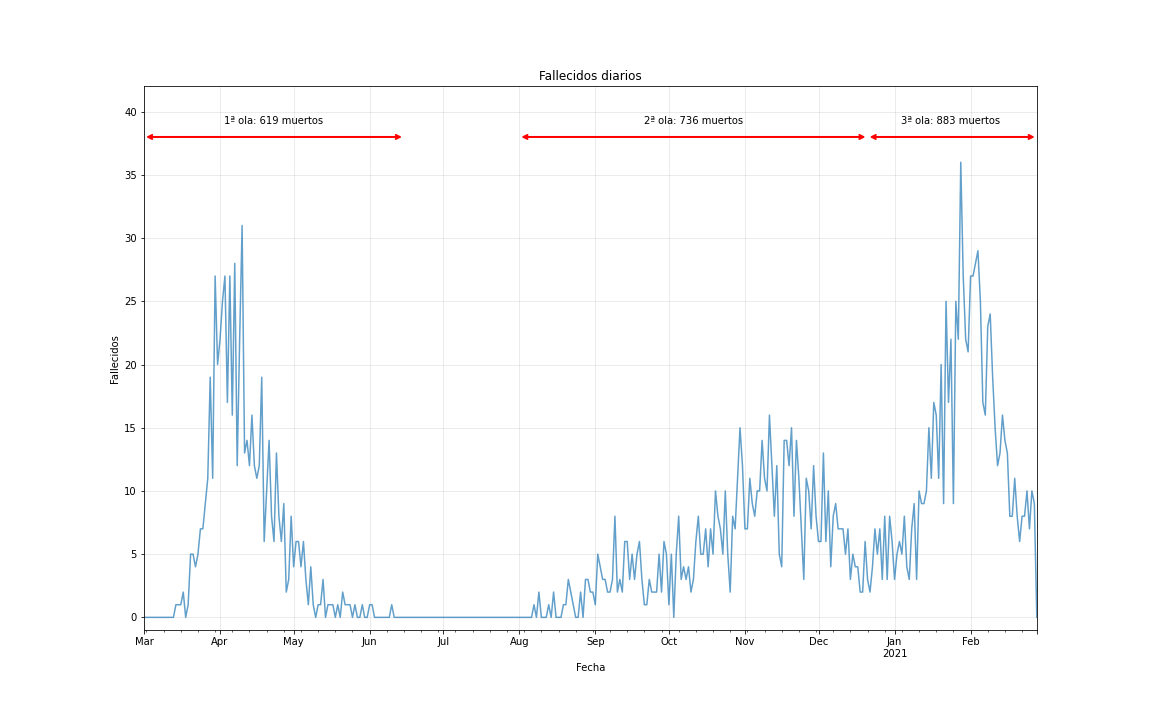 Fallecidos diarios
40
1ª ola: 619 muertos
2ª ola: 736 muertos
3ª ola: 883 muertos
35
30
25
20
15
10
5
0
Fallecidos
Mar
Apr
May
Jun
Jul
Aug
Sep
Oct
Nov
Dec
Jan
2021
Feb
Fecha